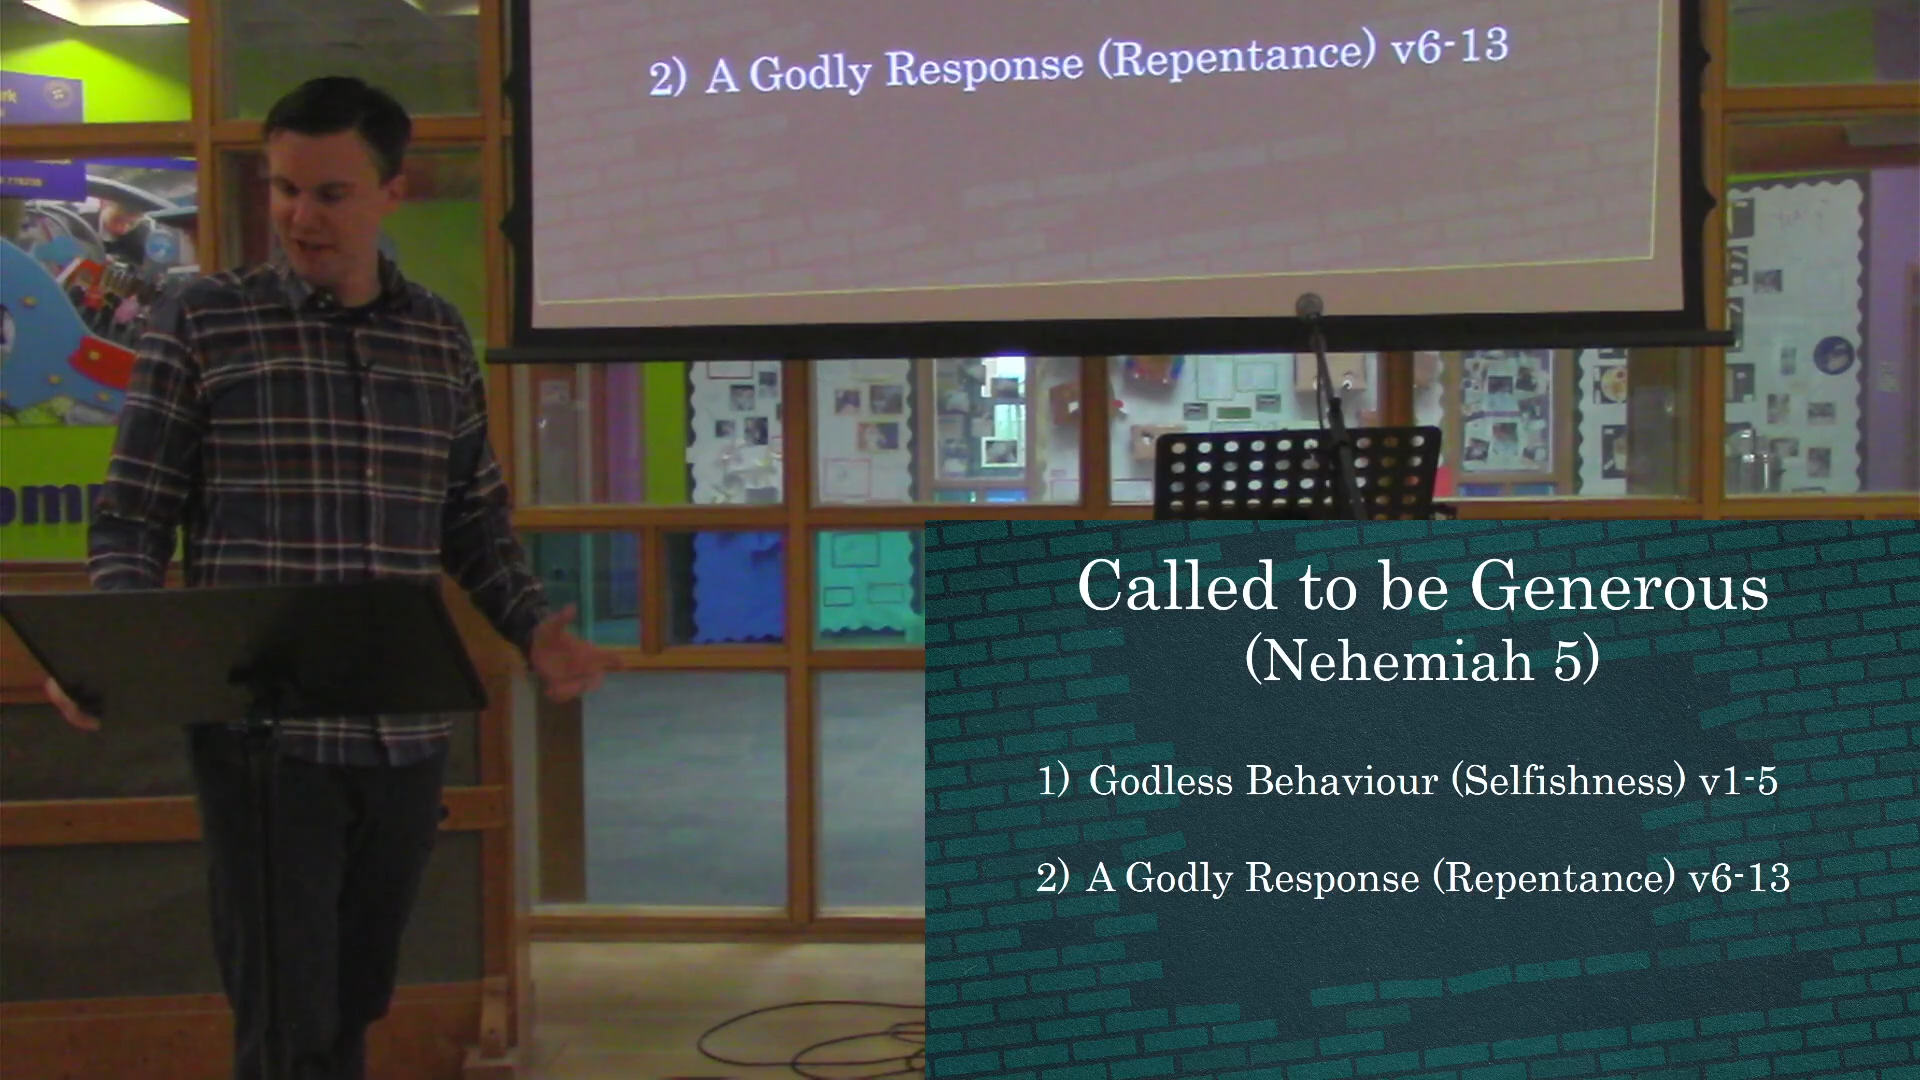 2) A Godly Response (Repentance) v6-13
Called to be Generous
(Nehemiah 5)
1) Godless Behaviour (Selfishness) v1-5
2) A Godly Response (Repentance) v6-13